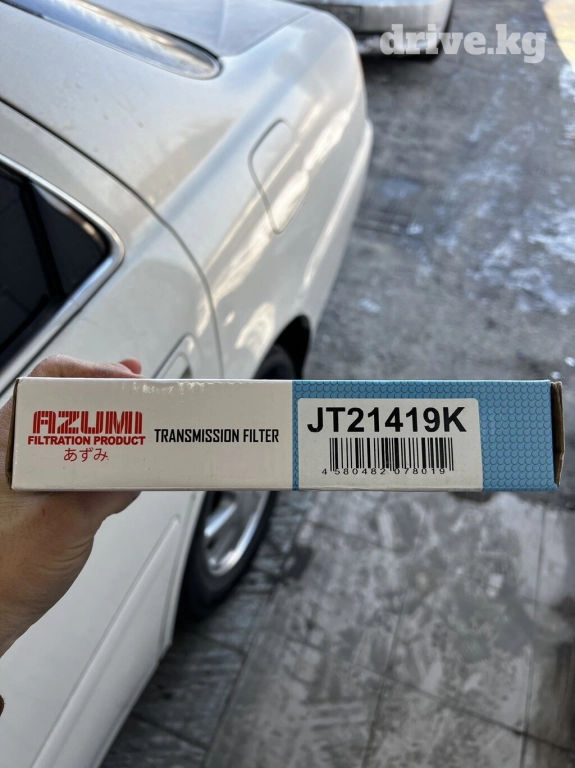 drive.kg
AZUMI
FILTRATION PRODUCT
あずみ
TRANSMISSION FILTER
JT21419K
4 580482 078019